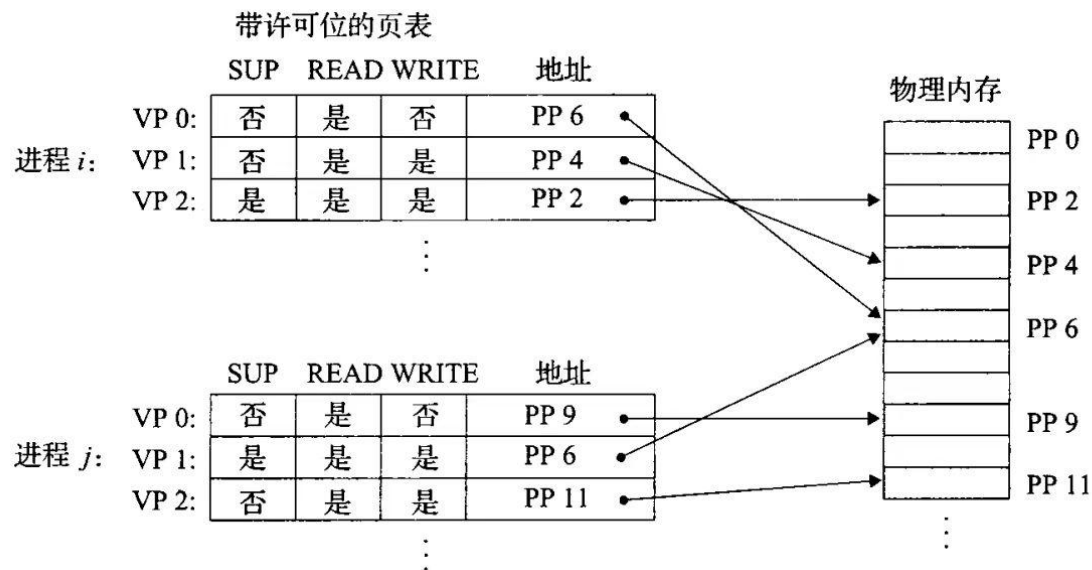 带许可位的页表
SUP READ WRITE 地址
VP 0: 否 是 否 PP 6
进程 i: VP 1: 否 是 是 PP 4
VP 2: 是 是 是 PP 2
⋮
SUP READ WRITE 地址
VP 0: 否 是 否 PP 9
进程 j: VP 1: 是 是 是 PP 6
VP 2: 否 是 是 PP 11
⋮
物理内存
PP 0
PP 2
PP 4
PP 6
PP 9
PP 11
⋮